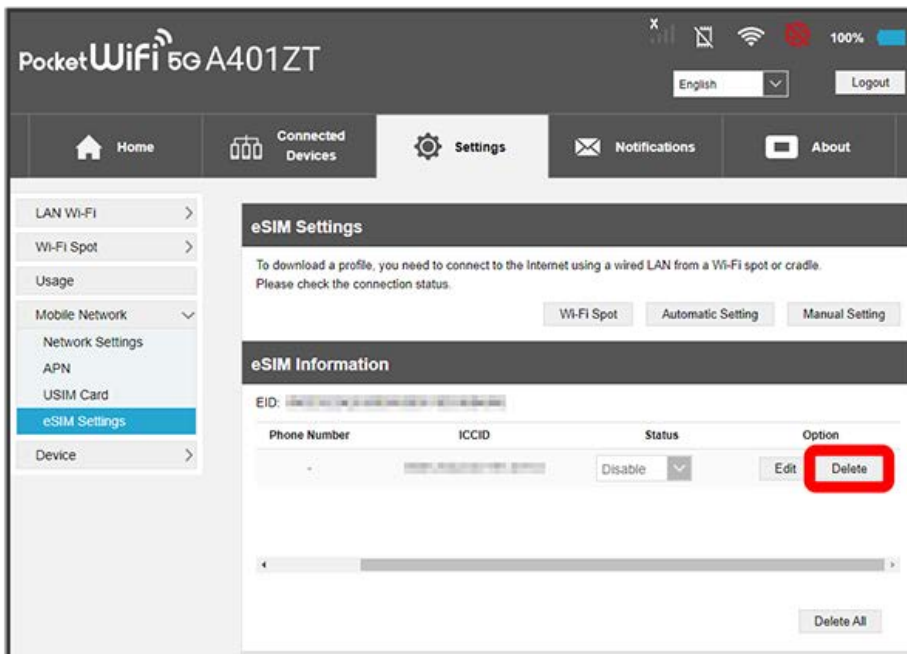 x
100%
PocketWiFi 5G A401ZT
English
Logout
Home
Connected
Devices
Settings
Notifications
About
LAN Wi-Fi
Wi-Fi Spot
Usage
Mobile Network
Network Settings
APN
USIM Card
eSIM Settings
Device
eSIM Settings
To download a profile, you need to connect to the Internet using a wired LAN from a Wi-Fi spot or cradle.
Please check the connection status.
Wi-Fi Spot Automatic Setting Manual Setting
eSIM Information
EID:
Phone Number ICCID Status Option
- Disable Edit Delete
Delete All